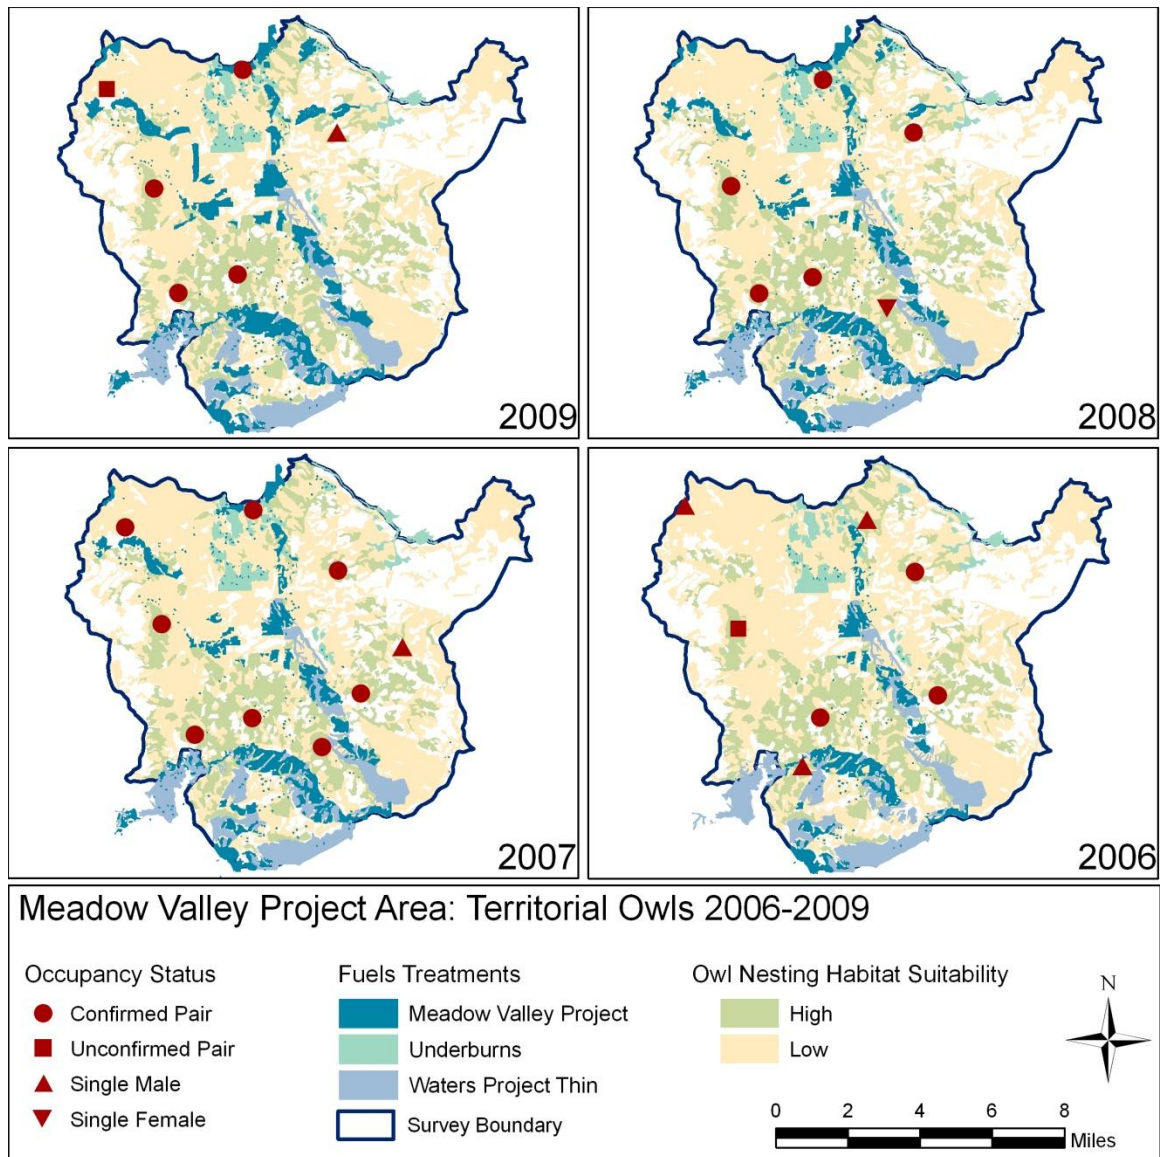 2009
2008
2007
2006
Meadow Valley Project Area: Territorial Owls 2006-2009
Occupancy Status
Confirmed Pair
Unconfirmed Pair
Single Male
Single Female
Fuels Treatments
Meadow Valley Project
Underburns
Waters Project Thin
Survey Boundary
Owl Nesting Habitat Suitability
High
Low
N
0 2 4 6 8
Miles